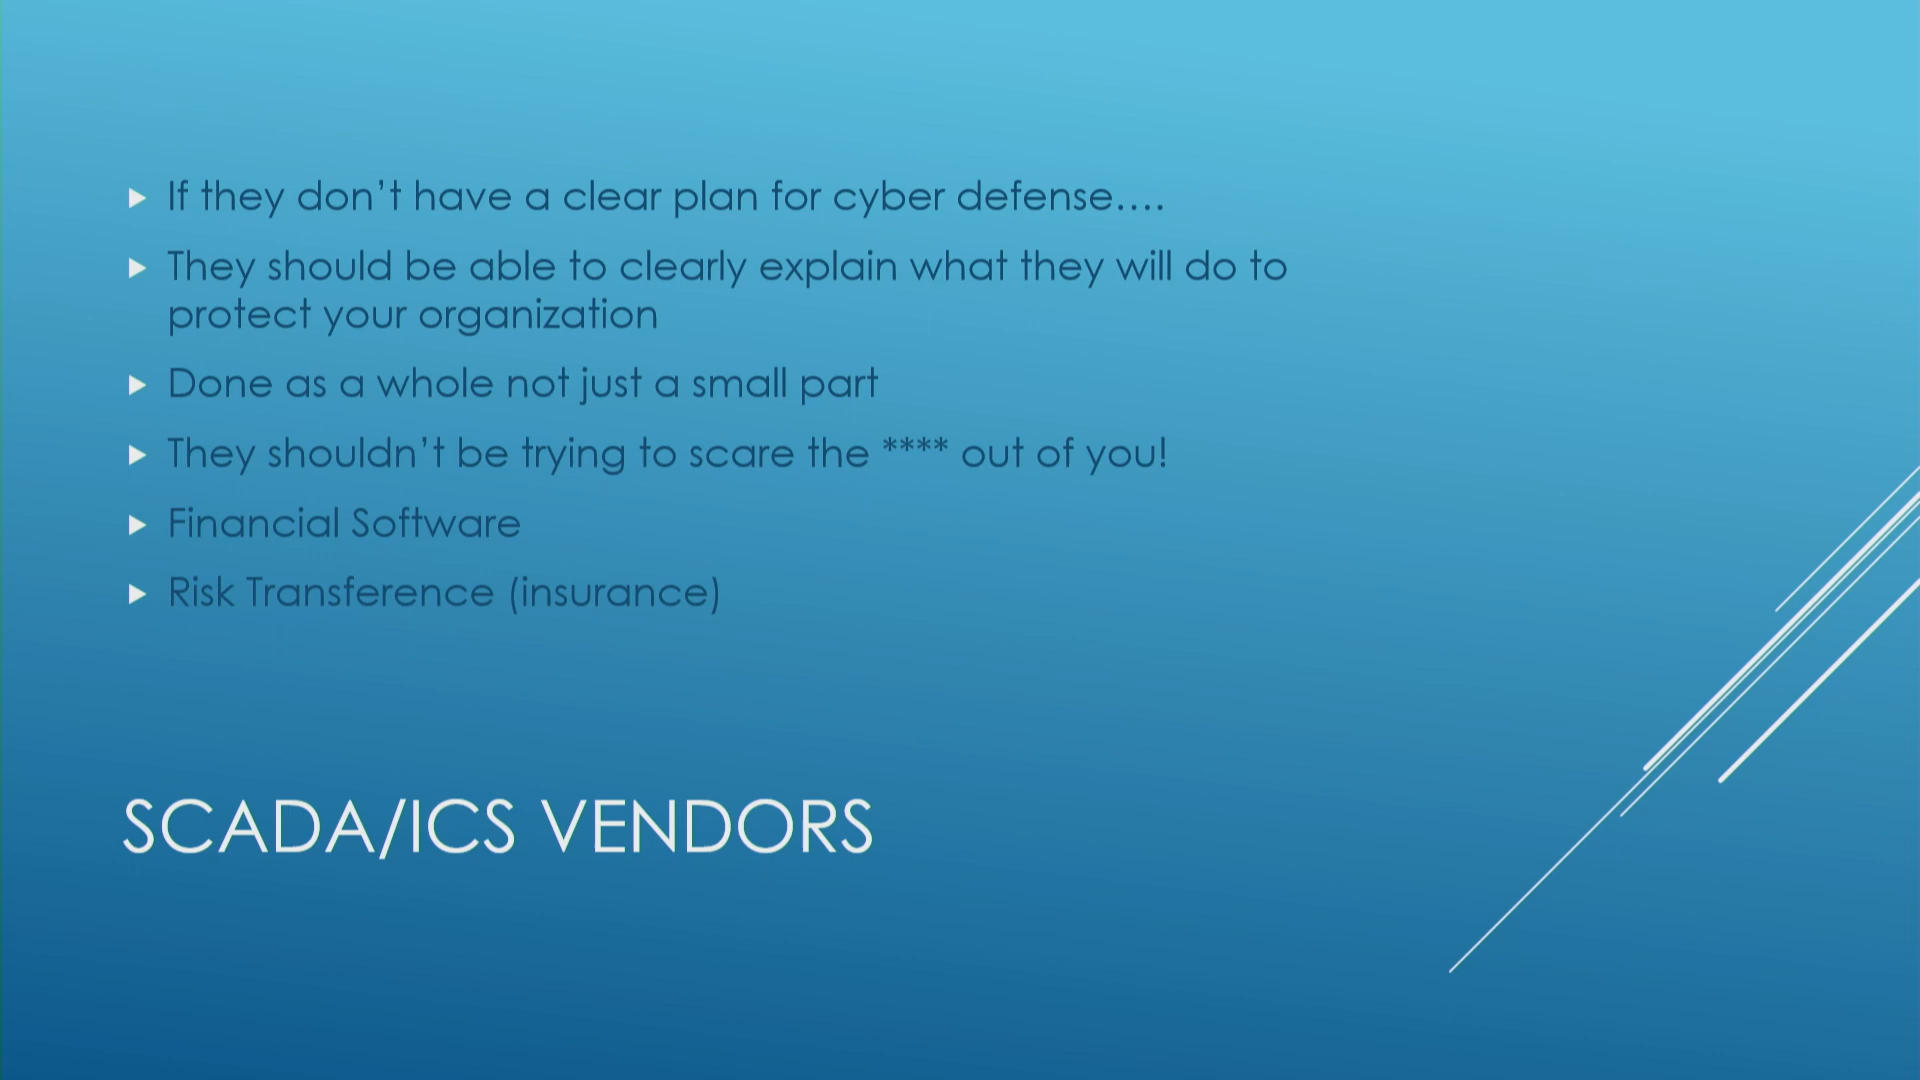 If they don’t have a clear plan for cyber defense....
They should be able to clearly explain what they will do to
protect your organization
Done as a whole not just a small part
They shouldn’t be trying to scare the **** out of you!
Financial Software
Risk Transference (insurance)
SCADA/ICS VENDORS